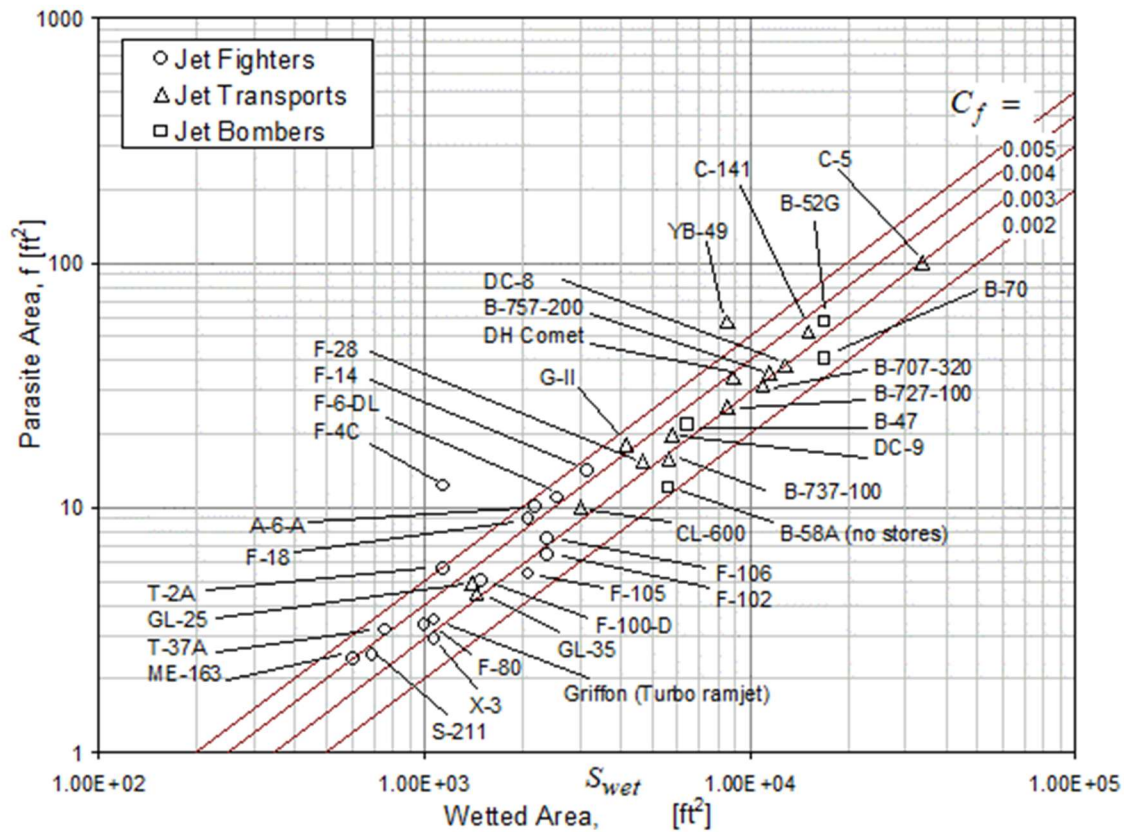 1000
○ Jet Fighters
△ Jet Transports
□ Jet Bombers
C_f =
0.005
0.004
0.003
0.002
C-5
C-141
B-52G
YB-49
B-70
DC-8
B-757-200
DH Comet
F-28
F-14
F-6-DL
F-4C
G-II
B-707-320
B-727-100
B-47
DC-9
B-737-100
B-58A (no stores)
CL-600
A-6-A
F-18
F-106
F-102
T-2A
F-105
GL-25
F-100-D
GL-35
T-37A
ME-163
F-80
Griffon (Turbo ramjet)
X-3
S-211
100
10
1
Parasite Area, f [ft²]
1.00E+02
1.00E+03
1.00E+04
1.00E+05
Wetted Area, S_wet [ft²]